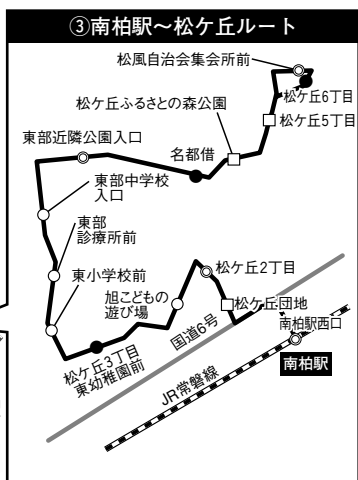 ③南柏駅〜松ケ丘ルート
松風自治会集会所前
松ケ丘6丁目
松ケ丘ふるさとの森公園
松ケ丘5丁目
東部近隣公園入口
名都借
東部中学校
入口
東部
診療所前
東小学校前
旭こどもの
遊び場
松ケ丘2丁目
松ケ丘団地
松ケ丘3丁目
東幼稚園前
国道6号
南柏駅西口
JR常磐線
南柏駅